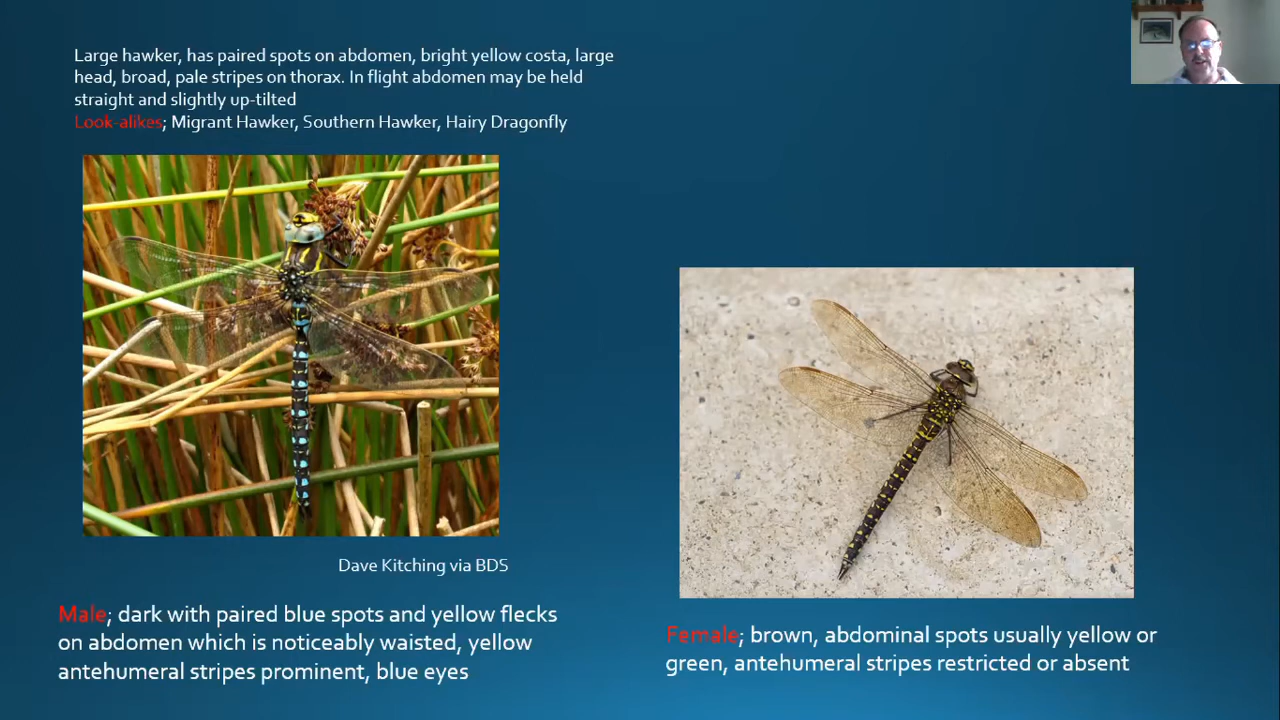 Large hawker, has paired spots on abdomen, bright yellow costa, large
head, broad, pale stripes on thorax. In flight abdomen may be held
straight and slightly up-tilted
Look-alikes; Migrant Hawker, Southern Hawker, Hairy Dragonfly
Dave Kitching via BDS
Male; dark with paired blue spots and yellow flecks
on abdomen which is noticeably waisted, yellow
antehumeral stripes prominent, blue eyes
Female; brown, abdominal spots usually yellow or
green, antehumeral stripes restricted or absent